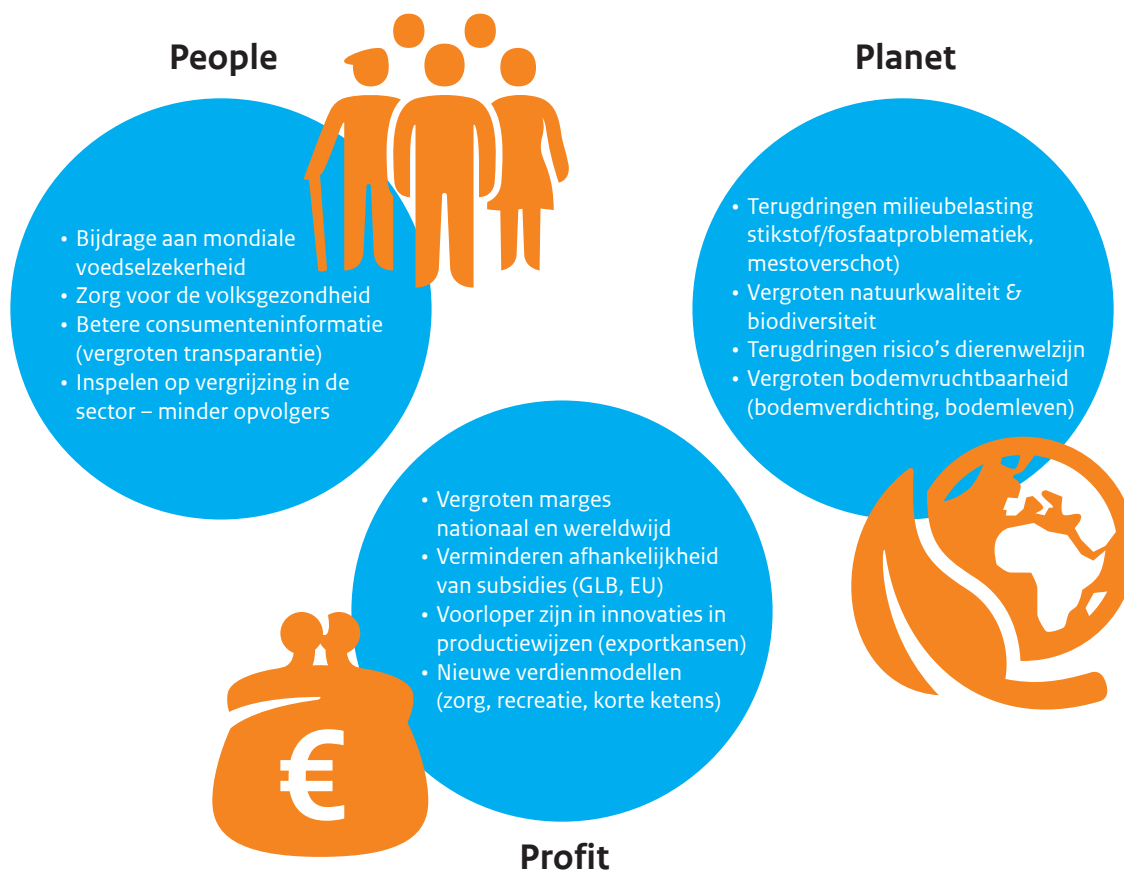 People
• Bijdrage aan mondiale
voedselzekerheid
• Zorg voor de volksgezondheid
• Betere consumenteninformatie
(vergroten transparantie)
• Inspelen op vergrijzing in de
sector – minder opvolgers
Planet
• Terugdringen milieubelasting
stikstof/fosfaatproblematiek,
mestoverschot)
• Vergroten natuurkwaliteit &
biodiversiteit
• Terugdringen risico’s dierenwelzijn
• Vergroten bodemvruchtbaarheid
(bodemverdichting, bodemleven)
• Vergroten marges
nationaal en wereldwijd
• Verminderen afhankelijkheid
van subsidies (GLB, EU)
• Voorloper zijn in innovaties in
productiewijzen (exportkansen)
• Nieuwe verdienmodellen
(zorg, recreatie, korte ketens)
€
Profit